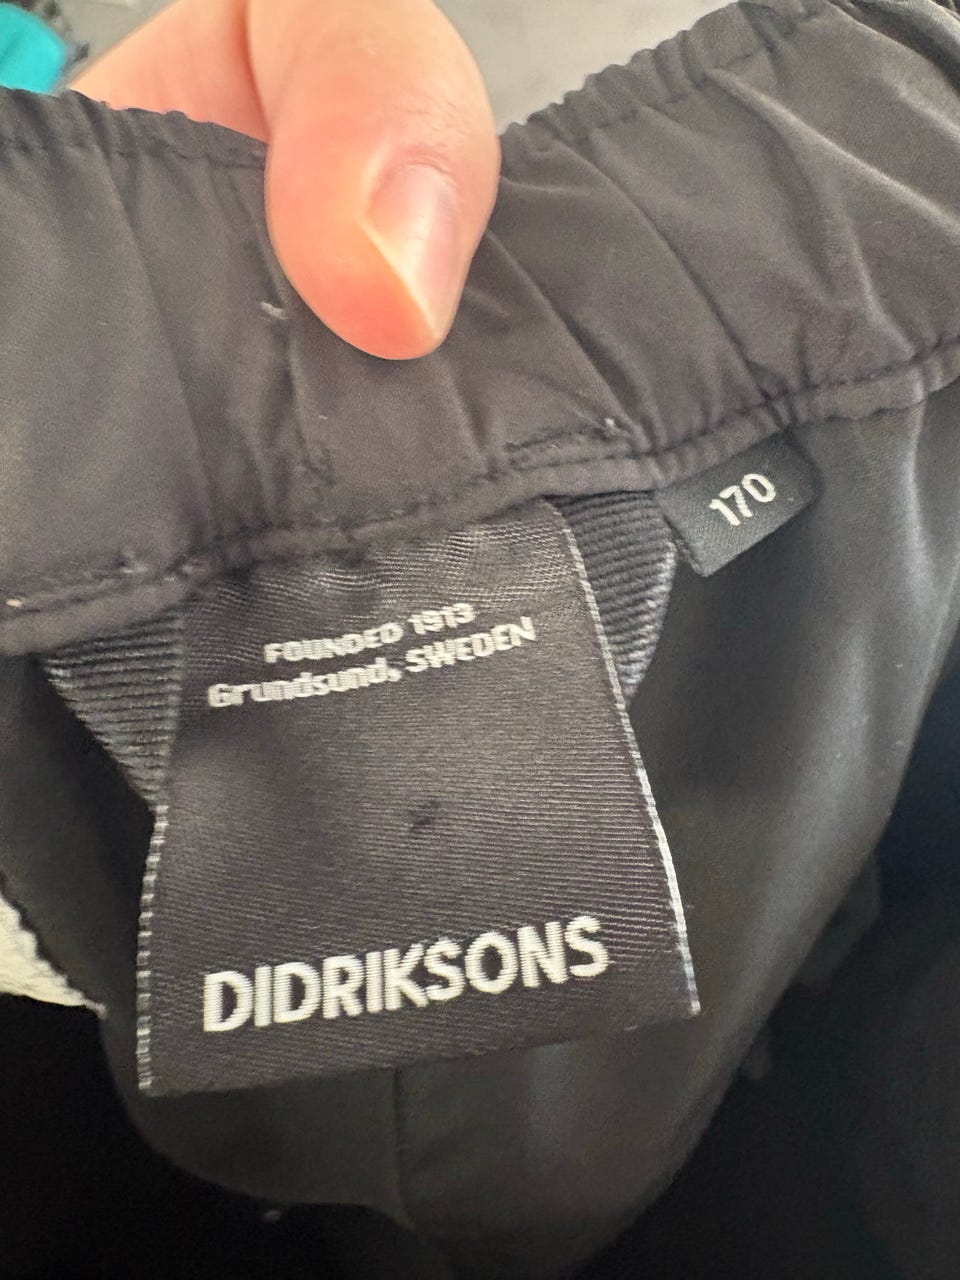 170
FOUNDED 1913
Grundsund, SWEDEN
DIDRIKSONS